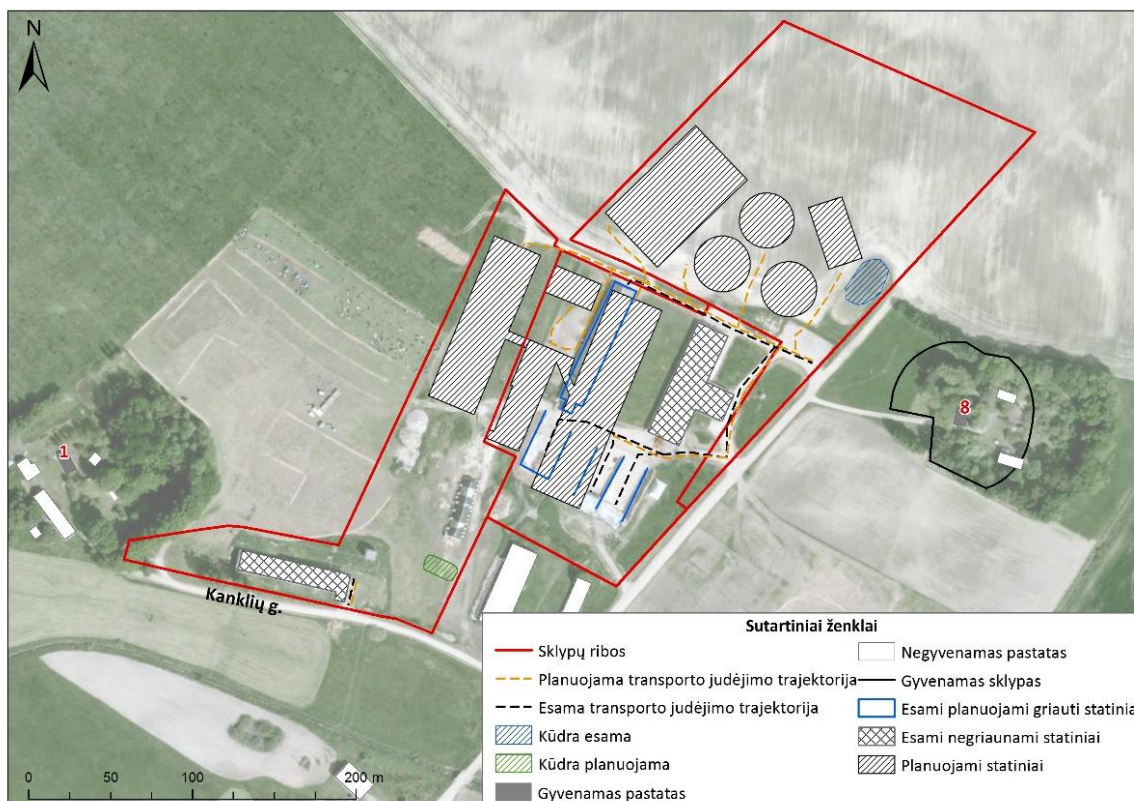 N
8
1
Kanklių g.
Sutartiniai ženklai
Sklypų ribos
Planuojama transporto judėjimo trajektorija
Esama transporto judėjimo trajektorija
Kūdra esama
Kūdra planuojama
Gyvenamas pastatas
Negyvenamas pastatas
Gyvenamas sklypas
Esami planuojami griauti statiniai
Esami negriaunami statiniai
Planuojami statiniai
0 50 100 200 m